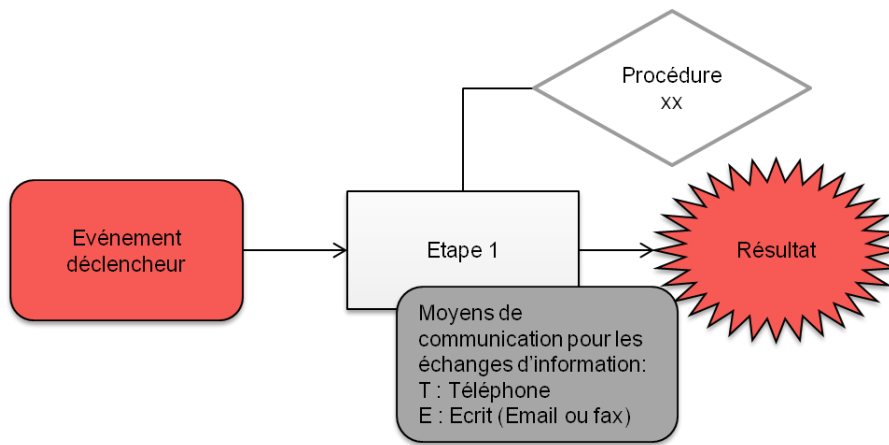 Procédure
xx
Evénement
déclencheur
Etape 1
Résultat
Moyens de
communication pour les
échanges d'information:
T : Téléphone
E : Ecrit (Email ou fax)